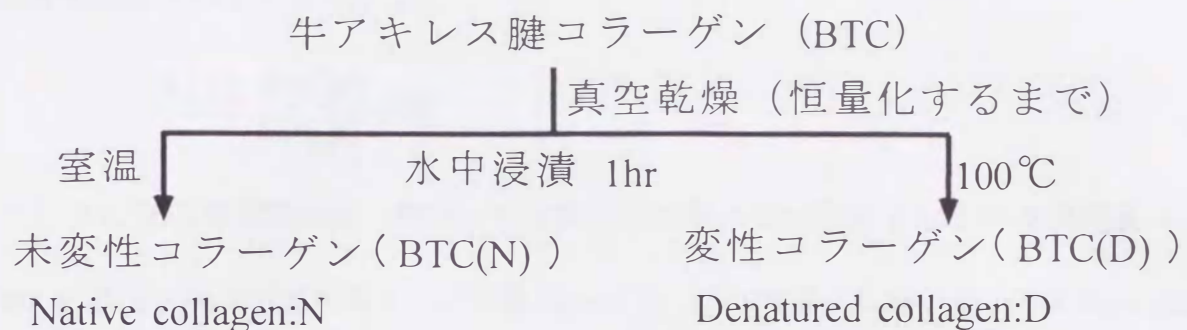 牛アキレス腱コラーゲン (BTC)
真空乾燥 (恒量化するまで)
室温 水中浸漬 1hr 100℃
未変性コラーゲン(BTC(N)) 変性コラーゲン(BTC(D))
Native collagen:N Denatured collagen:D